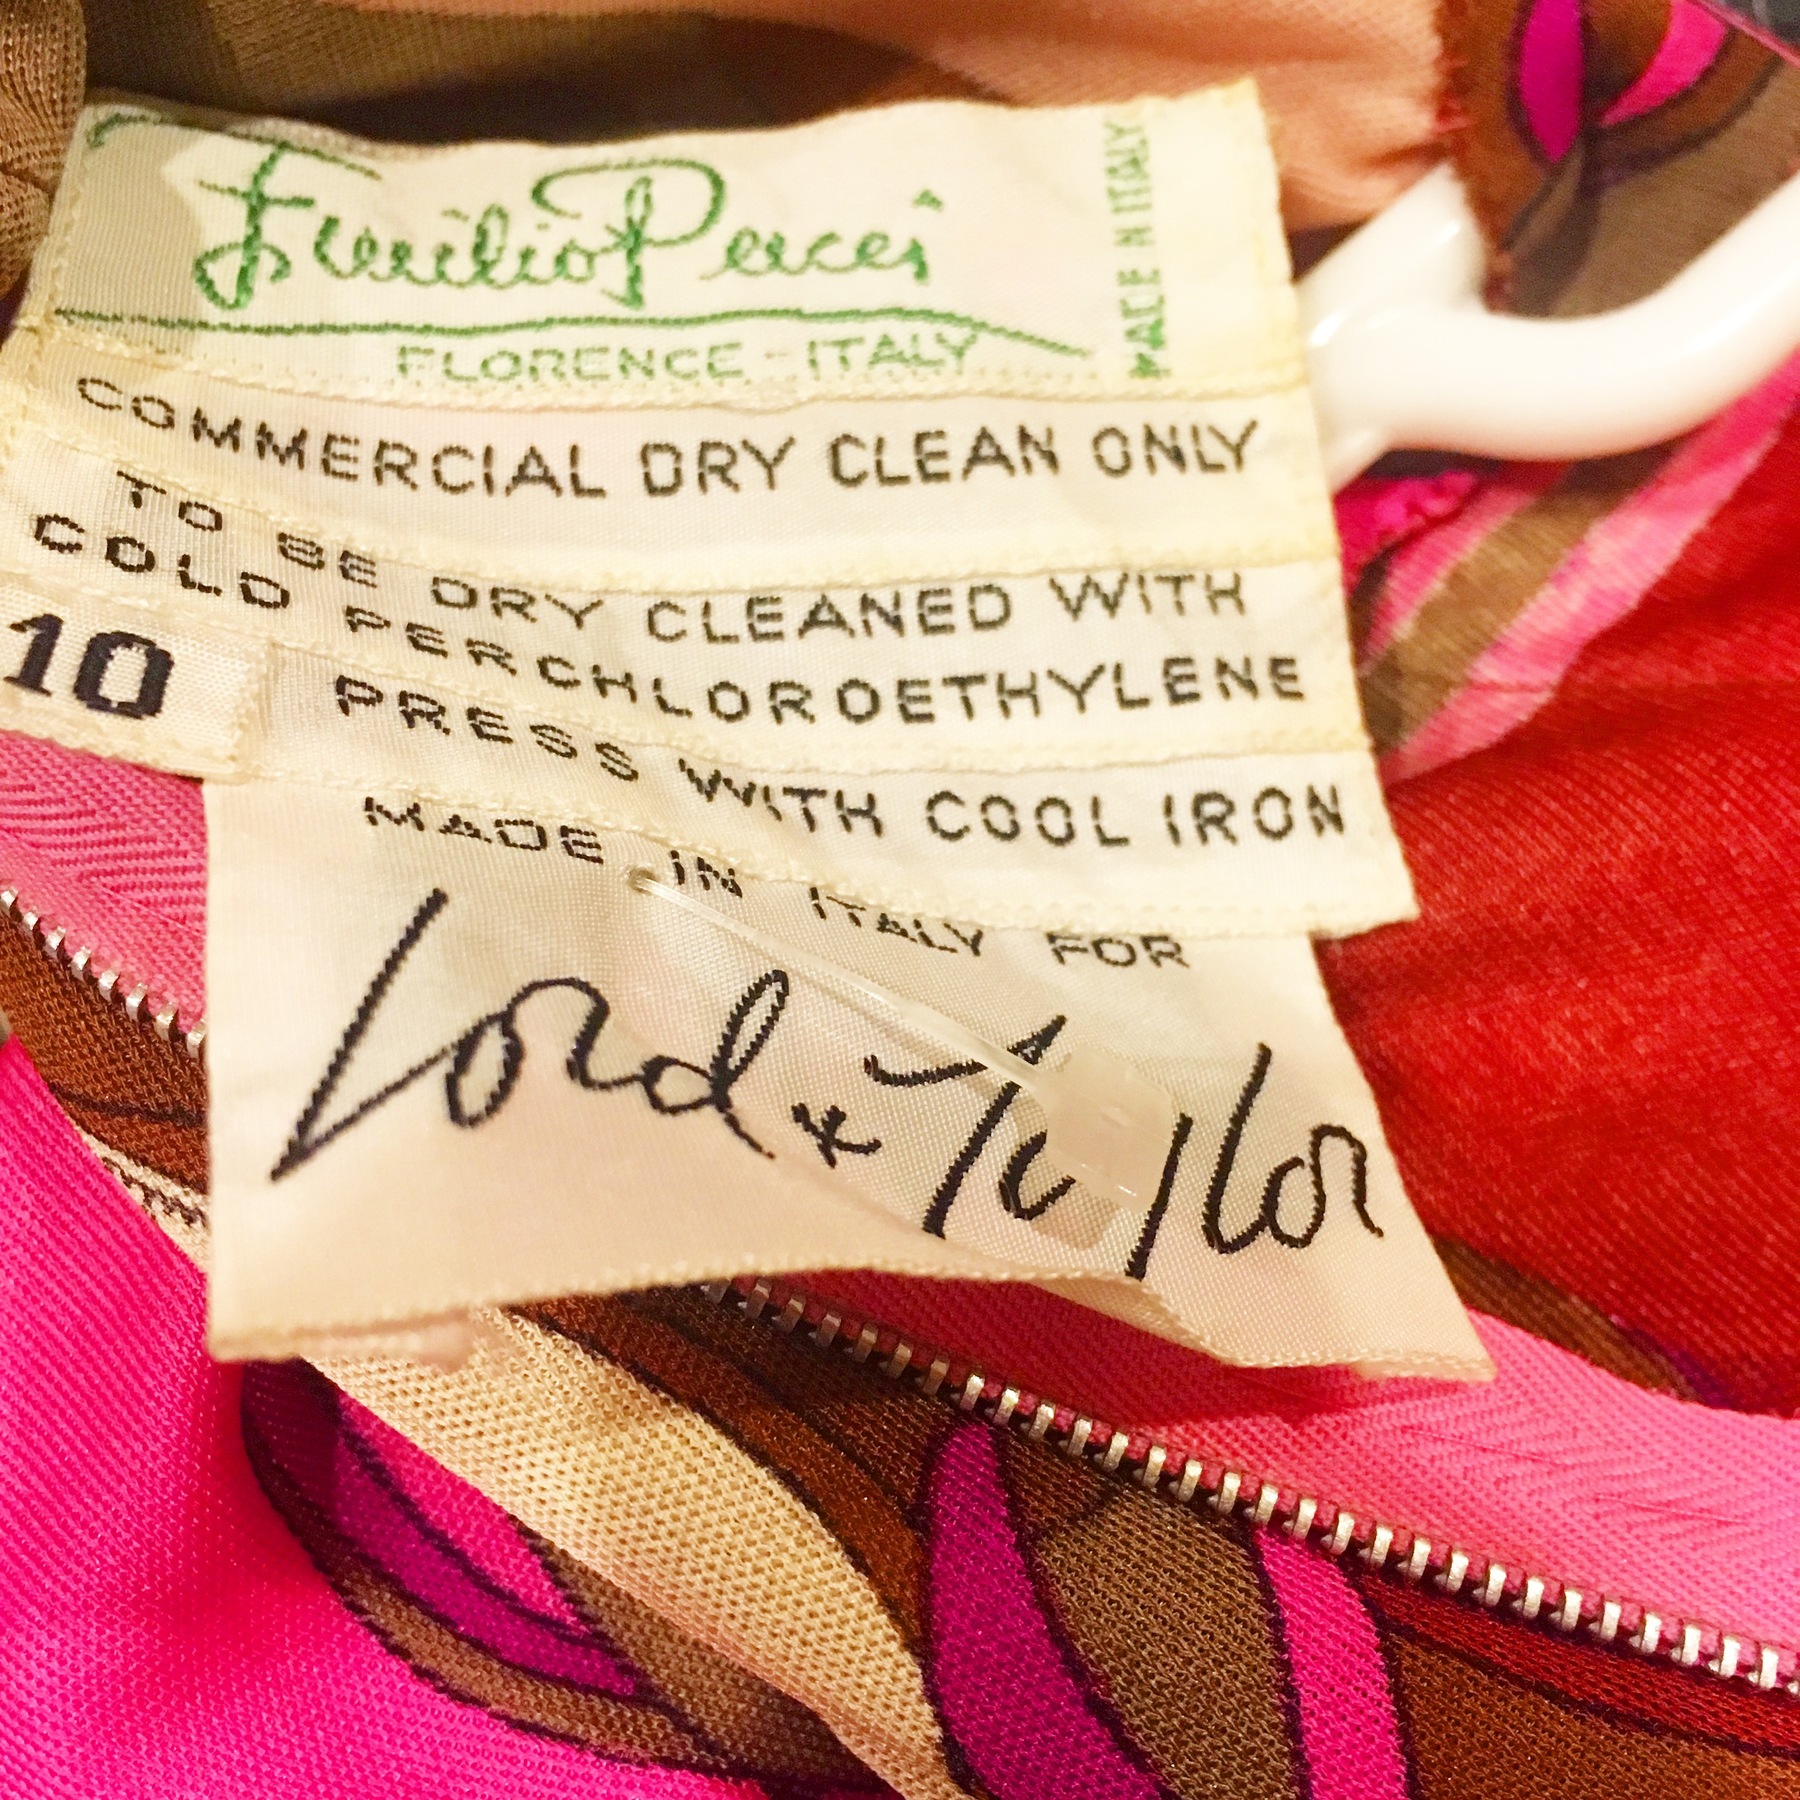 Emilio Pucci
FLORENCE - ITALY
MADE IN ITALY
COMMERCIAL DRY CLEAN ONLY
TO BE DRY CLEANED WITH
COLD PERCHLOROETHYLENE
10
PRESS WITH COOL IRON
MADE IN ITALY FOR
Lord & Taylor